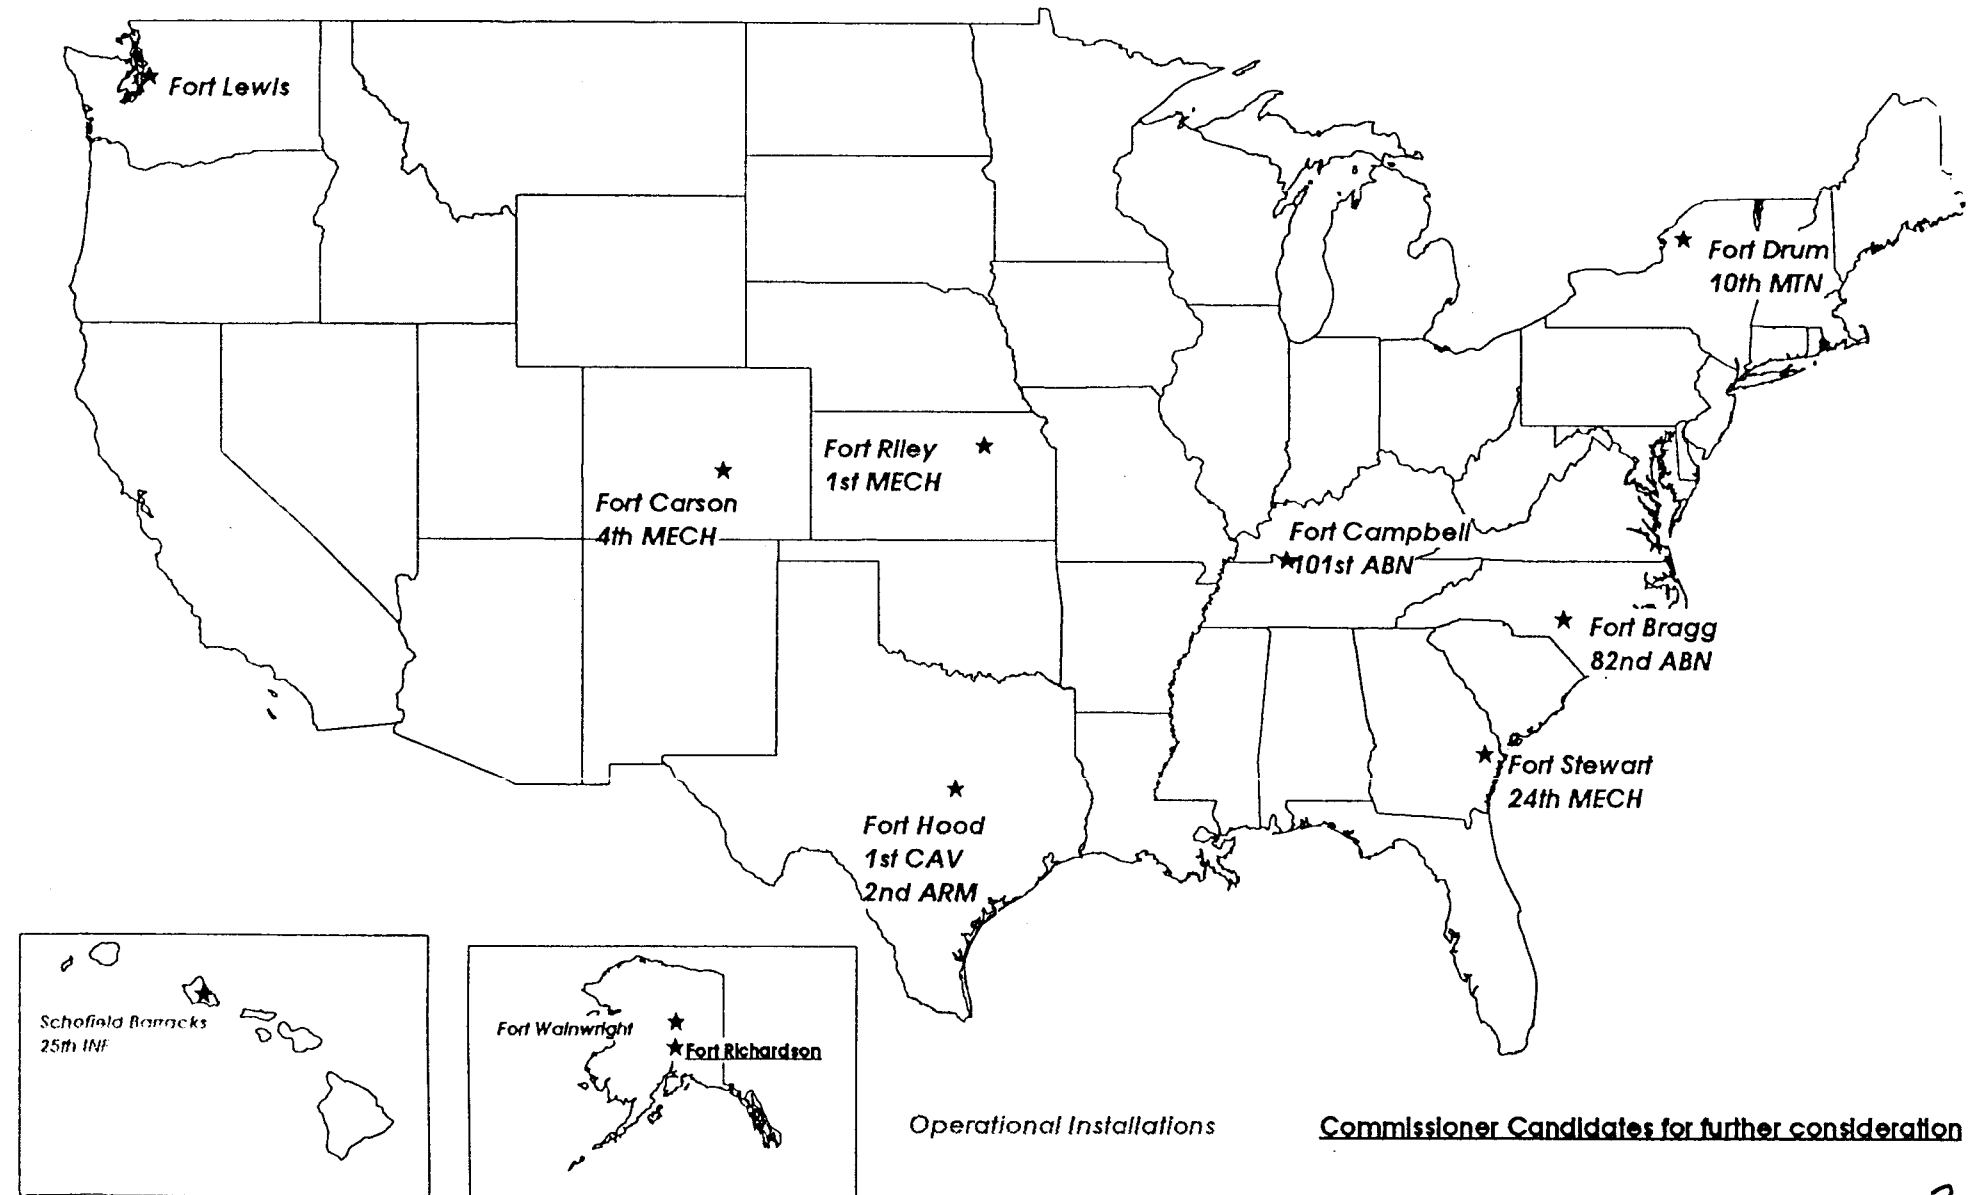 Fort Lewis
Fort Drum
10th MTN
Fort Riley
1st MECH
Fort Carson
4th MECH
Fort Campbell
101st ABN
Fort Bragg
82nd ABN
Fort Stewart
24th MECH
Fort Hood
1st CAV
2nd ARM
Schofield Barracks
25th INF
Fort Wainwright
Fort Richardson
Operational Installations
Commissioner Candidates for further consideration